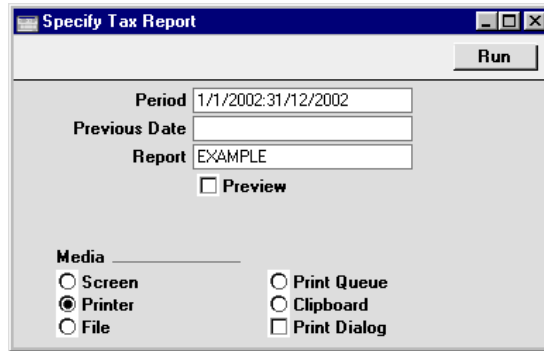 Specify Tax Report
Run
Period 1/1/2002:31/12/2002
Previous Date
Report EXAMPLE
Preview
Media
Screen
Print Queue
Printer
Clipboard
File
Print Dialog